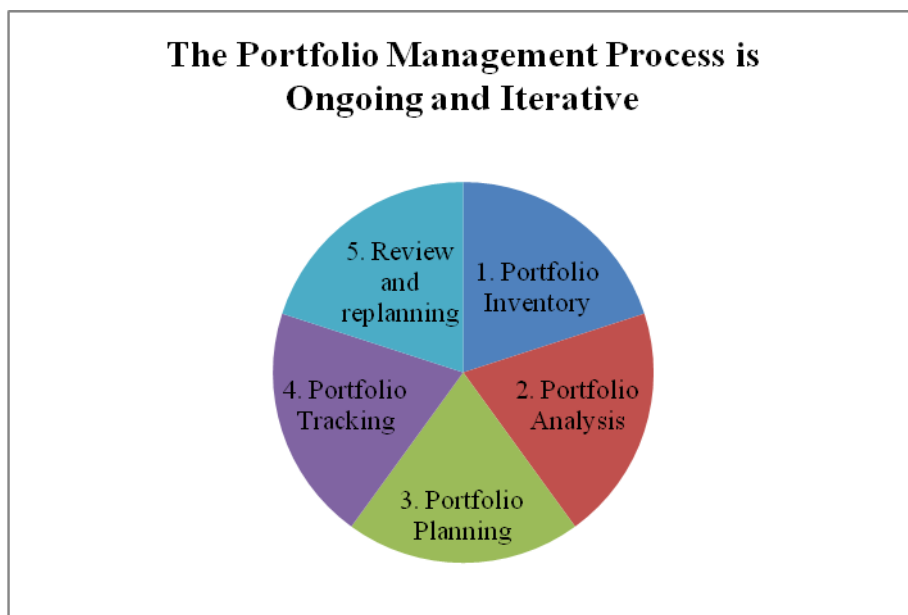 The Portfolio Management Process is
Ongoing and Iterative
5. Review
and
replanning
1. Portfolio
Inventory
4. Portfolio
Tracking
2. Portfolio
Analysis
3. Portfolio
Planning